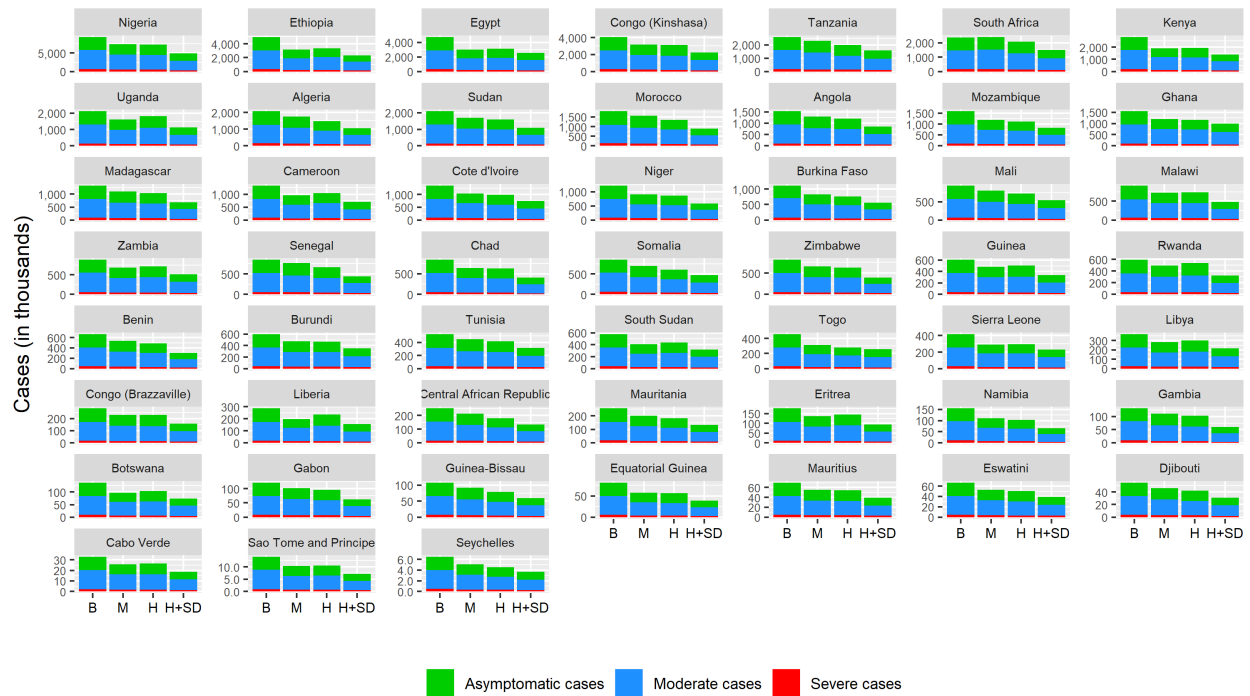 Cases (in thousands)
Nigeria Ethiopia Egypt Congo (Kinshasa) Tanzania South Africa Kenya
5,000 0 4,000 2,000 0 4,000 2,000 0 4,000 2,000 0 2,000 1,000 0 2,000 1,000 0 2,000 1,000 0
Uganda Algeria Sudan Morocco Angola Mozambique Ghana
2,000 1,000 0 2,000 1,000 0 2,000 1,000 0 1,500 1,000 500 0 1,500 1,000 500 0 1,500 1,000 500 0 1,500 1,000 500 0
Madagascar Cameroon Cote d'Ivoire Niger Burkina Faso Mali Malawi
1,000 500 0 1,000 500 0 1,000 500 0 1,000 500 0 1,000 500 0 500 0 500 0
Zambia Senegal Chad Somalia Zimbabwe Guinea Rwanda
500 0 500 0 500 0 500 0 500 0 600 400 200 0 600 400 200 0
Benin Burundi Tunisia South Sudan Togo Sierra Leone Libya
600 400 200 0 600 400 200 0 400 200 0 600 400 200 0 400 200 0 400 200 0 300 200 100 0
Congo (Brazzaville) Liberia Central African Republic Mauritania Eritrea Namibia Gambia
200 100 0 300 200 100 0 200 100 0 200 100 0 150 100 50 0 150 100 50 0 100 50 0
Botswana Gabon Guinea-Bissau Equatorial Guinea Mauritius Eswatini Djibouti
100 50 0 100 50 0 100 50 0 50 0 60 40 20 0 60 40 20 0 40 20 0
B M H H+SD B M H H+SD B M H H+SD B M H H+SD
Cabo Verde Sao Tome and Principe Seychelles
30 20 10 0 10.0 5.0 0.0 6.0 4.0 2.0 0.0
B M H H+SD B M H H+SD B M H H+SD
Asymptomatic cases Moderate cases Severe cases